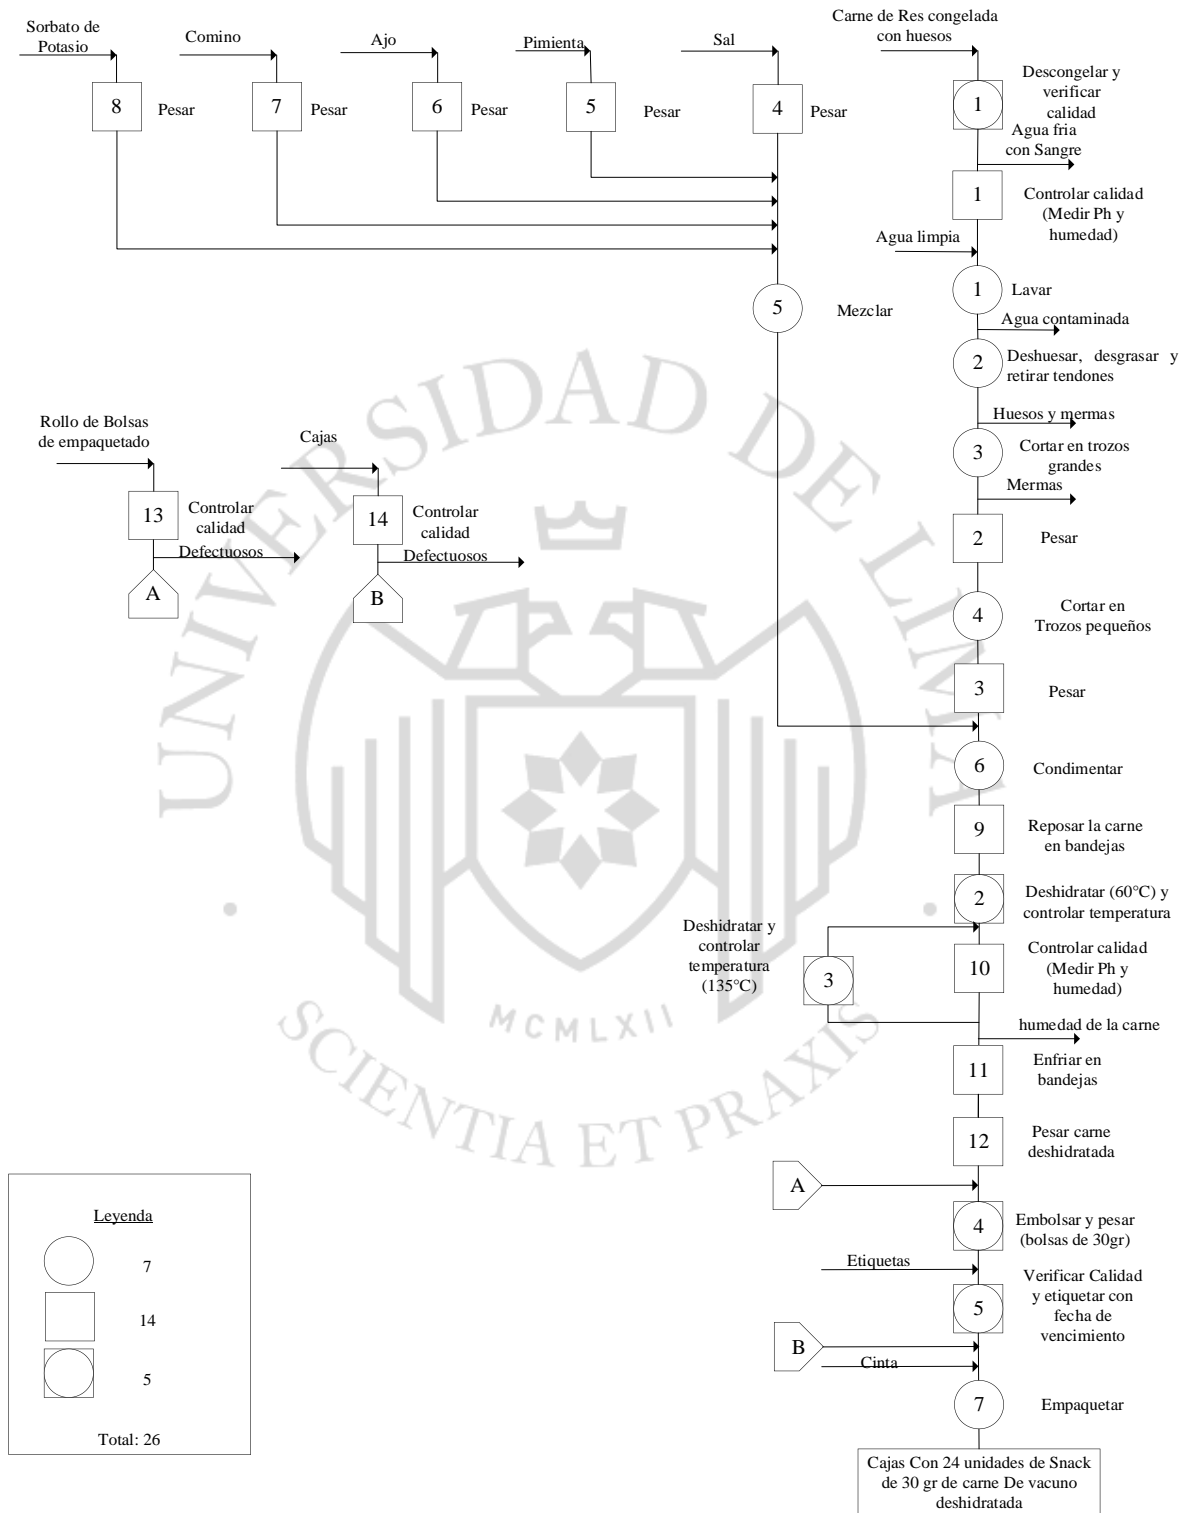 Sorbato de
Potasio
Comino
Ajo
Pimienta
Sal
Carne de Res congelada
con huesos
8
Pesar
7
Pesar
6
Pesar
5
Pesar
4
Pesar
1
Descongelar y
verificar
calidad
Agua fria
con Sangre
1
Controlar calidad
(Medir Ph y
humedad)
Agua limpia
1
Lavar
5
Mezclar
Agua contaminada
2
Deshuesar, desgrasar y
retirar tendones
Huesos y mermas
3
Cortar en trozos
grandes
Mermas
2
Pesar
4
Cortar en
Trozos pequeños
3
Pesar
Rollo de Bolsas
de empaquetado
13
Controlar
calidad
Defectuosos
A
Cajas
14
Controlar
calidad
Defectuosos
B
6
Condimentar
9
Reposar la carne
en bandejas
2
Deshidratar (60°C) y
controlar temperatura
Deshidratar y
controlar
temperatura
(135°C)
3
10
Controlar calidad
(Medir Ph y
humedad)
humedad de la carne
11
Enfriar en
bandejas
12
Pesar carne
deshidratada
A
4
Embolsar y pesar
(bolsas de 30gr)
Etiquetas
5
Verificar Calidad
y etiquetar con
fecha de
vencimiento
B
Cinta
7
Empaquetar
Cajas Con 24 unidades de Snack
de 30 gr de carne De vacuno
deshidratada
Leyenda
7
14
5
Total: 26
UNIVERSIDAD DE LIMA
MCMLXII
SCIENTIA ET PRAXIS